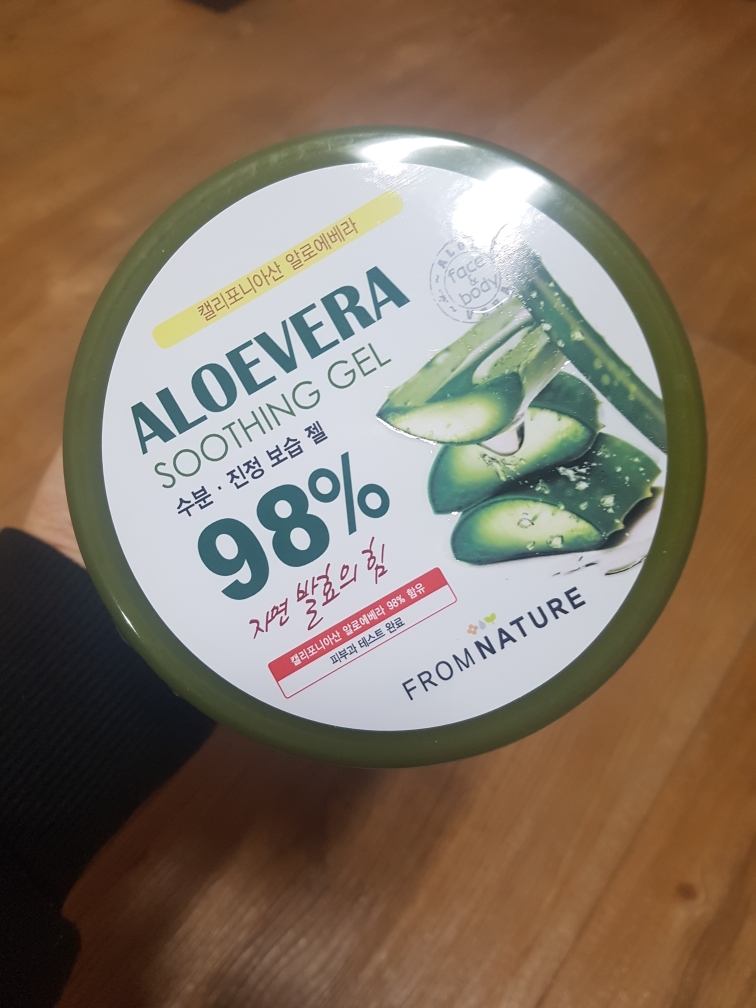 캘리포니아산 알로에베라
ALOEVERA
SOOTHING GEL
수분·진정 보습 젤
98%
자연 발효의 힘
캘리포니아산 알로에베라 98% 함유
피부과 테스트 완료
face
&
body
FROMNATURE